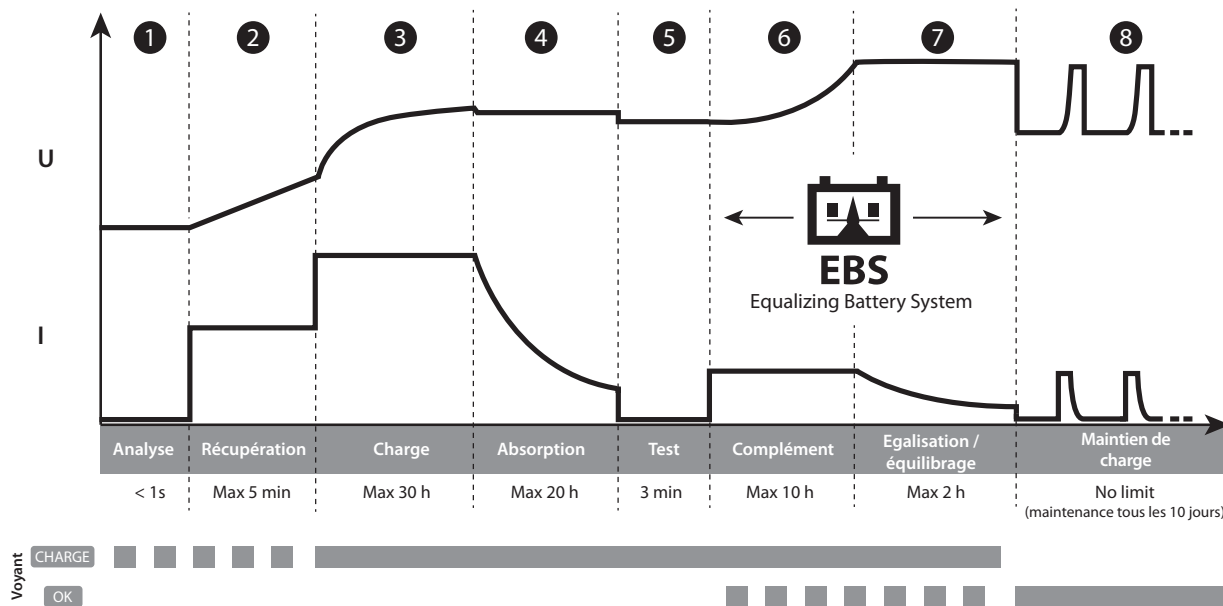 1 2 3 4 5 6 7 8
U
EBS
Equalizing Battery System
I
Analyse Récupération Charge Absorption Test Complément Egalisation / équilibrage Maintien de charge
< 1s Max 5 min Max 30 h Max 20 h 3 min Max 10 h Max 2 h No limit
(maintenance tous les 10 jours)
Voyant
CHARGE
OK